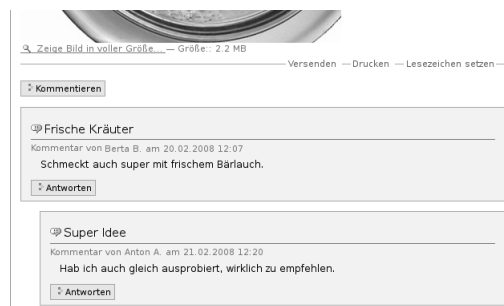 Zeige Bild in voller Größe... — Größe:: 2.2 MB
Versenden — Drucken — Lesezeichen setzen —
Kommentieren
Frische Kräuter
Kommentar von Berta B. am 20.02.2008 12:07
Schmeckt auch super mit frischem Bärlauch.
Antworten
Super Idee
Kommentar von Anton A. am 21.02.2008 12:20
Hab ich auch gleich ausprobiert, wirklich zu empfehlen.
Antworten